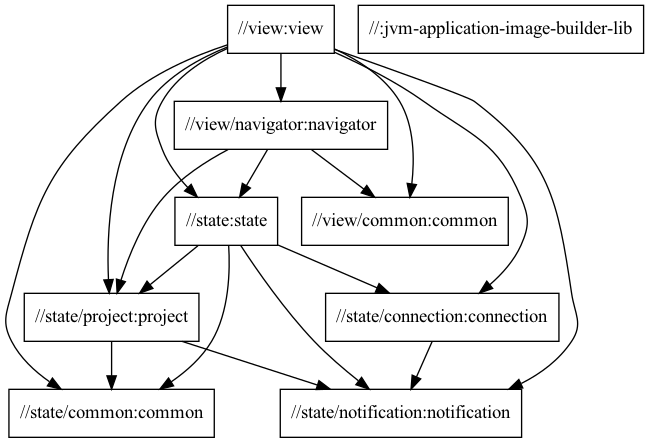 //view:view
//:jvm-application-image-builder-lib
//view/navigator:navigator
//state:state
//view/common:common
//state/project:project
//state/connection:connection
//state/common:common
//state/notification:notification